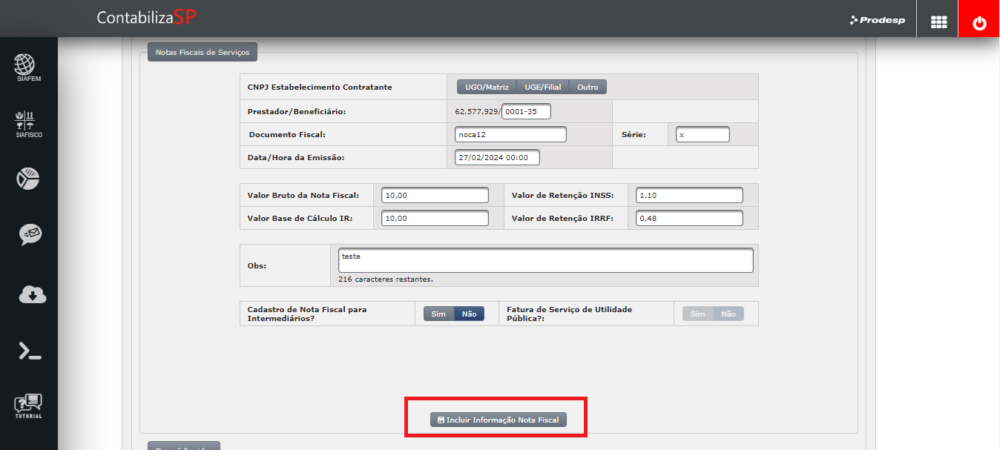 ContabilizaSP
Prodesp
SIAFEM
SIAFISICO
TUTORIAL
Notas Fiscais de Serviços
CNPJ Estabelecimento Contratante UGO/Matriz UGE/Filial Outro
Prestador/Beneficiário: 62.577.929/ 0001-35
Documento Fiscal: noca12 Série: x
Data/Hora da Emissão: 27/02/2024 00:00
Valor Bruto da Nota Fiscal: 10,00 Valor de Retenção INSS: 1,10
Valor Base de Cálculo IR: 10,00 Valor de Retenção IRRF: 0,48
Obs: teste
216 caracteres restantes.
Cadastro de Nota Fiscal para
Intermediários? Sim Não
Fatura de Serviço de Utilidade
Pública?: Sim Não
Incluir Informação Nota Fiscal